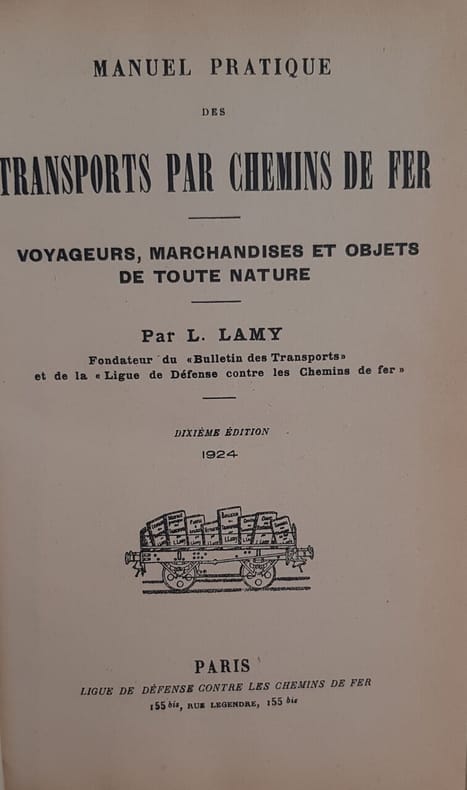 MANUEL PRATIQUE
DES
TRANSPORTS PAR CHEMINS DE FER
VOYAGEURS, MARCHANDISES ET OBJETS
DE TOUTE NATURE
Par L. LAMY
Fondateur du «Bulletin des Transports»
et de la «Ligue de Défense contre les Chemins de fer»
DIXIÈME ÉDITION
1924
PARIS
LIGUE DE DÉFENSE CONTRE LES CHEMINS DE FER
155 bis, RUE LEGENDRE, 155 bis